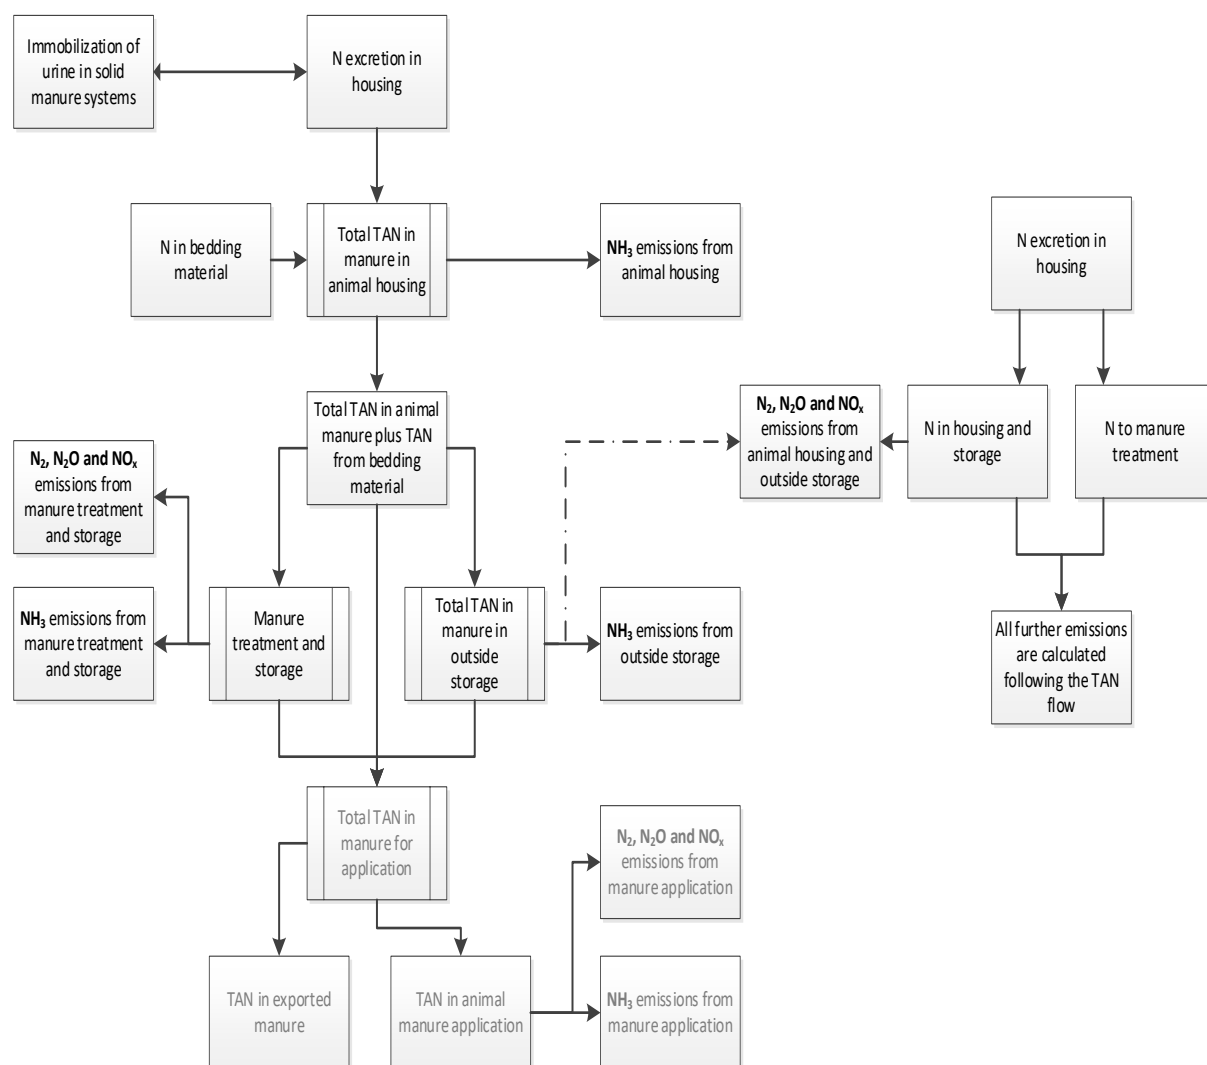 Immobilization of
urine in solid
manure systems
N excretion in
housing
N in bedding
material
Total TAN in
manure in
animal housing
NH₃ emissions from
animal housing
N excretion in
housing
Total TAN in animal
manure plus TAN
from bedding
material
N₂, N₂O and NOₓ
emissions from
animal housing and
outside storage
N in housing and
storage
N to manure
treatment
N₂, N₂O and NOₓ
emissions from
manure treatment
and storage
NH₃ emissions from
manure treatment
and storage
Manure
treatment and
storage
Total TAN in
manure in
outside
storage
NH₃ emissions from
outside storage
All further emissions
are calculated
following the TAN
flow
Total TAN in
manure for
application
N₂, N₂O and NOₓ
emissions from
manure application
TAN in exported
manure
TAN in animal
manure application
NH₃ emissions from
manure application